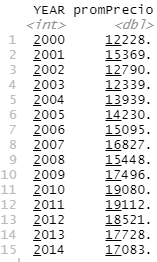 YEAR promPrecio
<int> <dbl>
1 2000 12228.
2 2001 15369.
3 2002 12790.
4 2003 12339.
5 2004 13939.
6 2005 14230.
7 2006 15095.
8 2007 16827.
9 2008 15448.
10 2009 17496.
11 2010 19080.
12 2011 19112.
13 2012 18521.
14 2013 17728.
15 2014 17083.